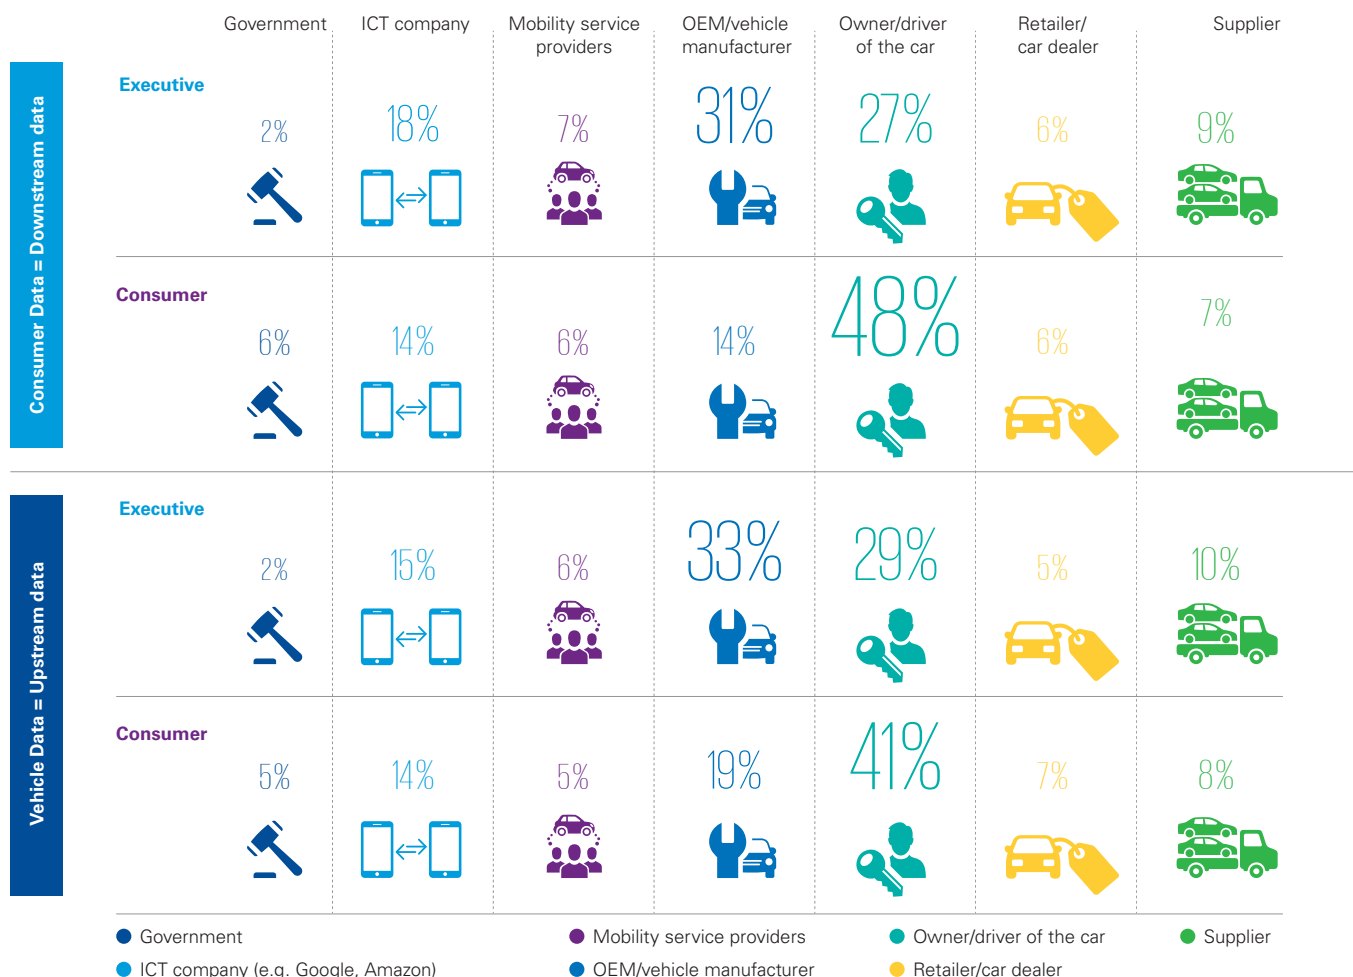 Government
ICT company
Mobility service
providers
OEM/vehicle
manufacturer
Owner/driver
of the car
Retailer/
car dealer
Supplier
Consumer Data = Downstream data
Executive
2%
18%
7%
31%
27%
6%
9%
Consumer
6%
14%
6%
14%
48%
6%
7%
Vehicle Data = Upstream data
Executive
2%
15%
6%
33%
29%
5%
10%
Consumer
5%
14%
5%
19%
41%
7%
8%
Government
Mobility service providers
Owner/driver of the car
Supplier
ICT company (e.g. Google, Amazon)
OEM/vehicle manufacturer
Retailer/car dealer